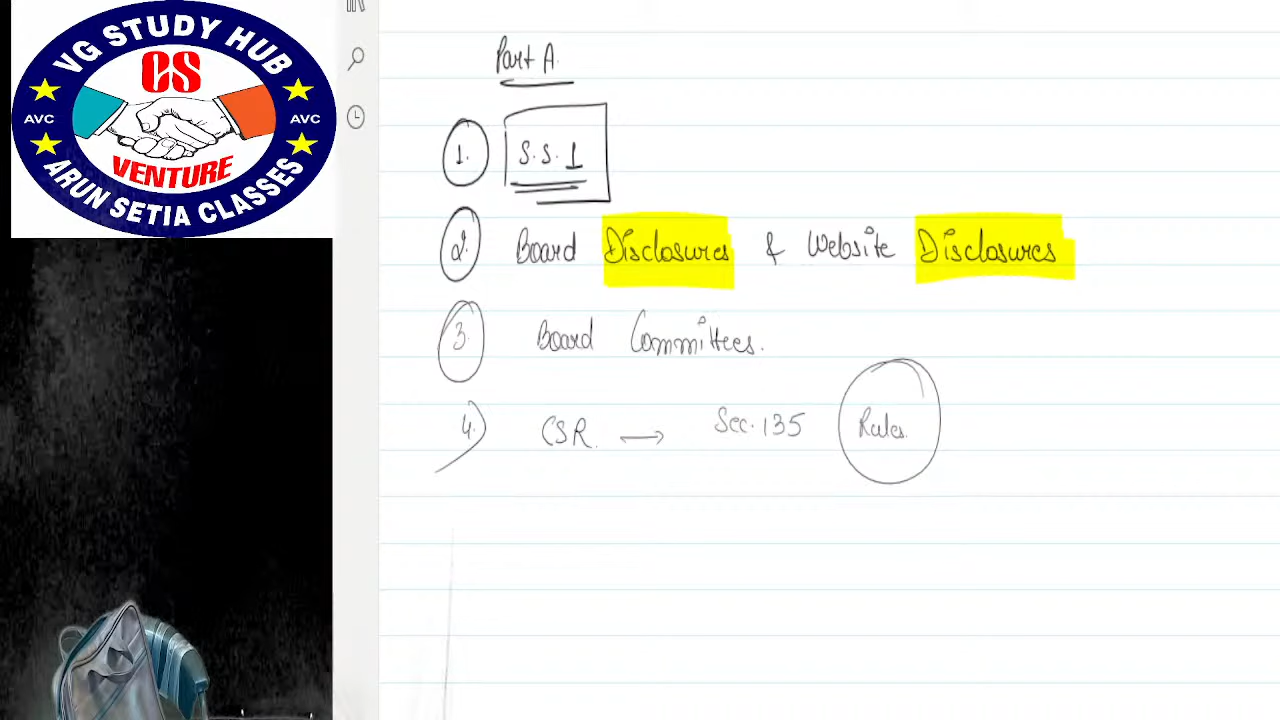 VG STUDY HUB
CS
AVC
AVC
VENTURE
ARUN SETIA CLASSES
Part A.
1. S.S.1
2. Board Disclosures & Website Disclosures
3. Board Committees.
4. CSR. → Sec. 135 Rules.